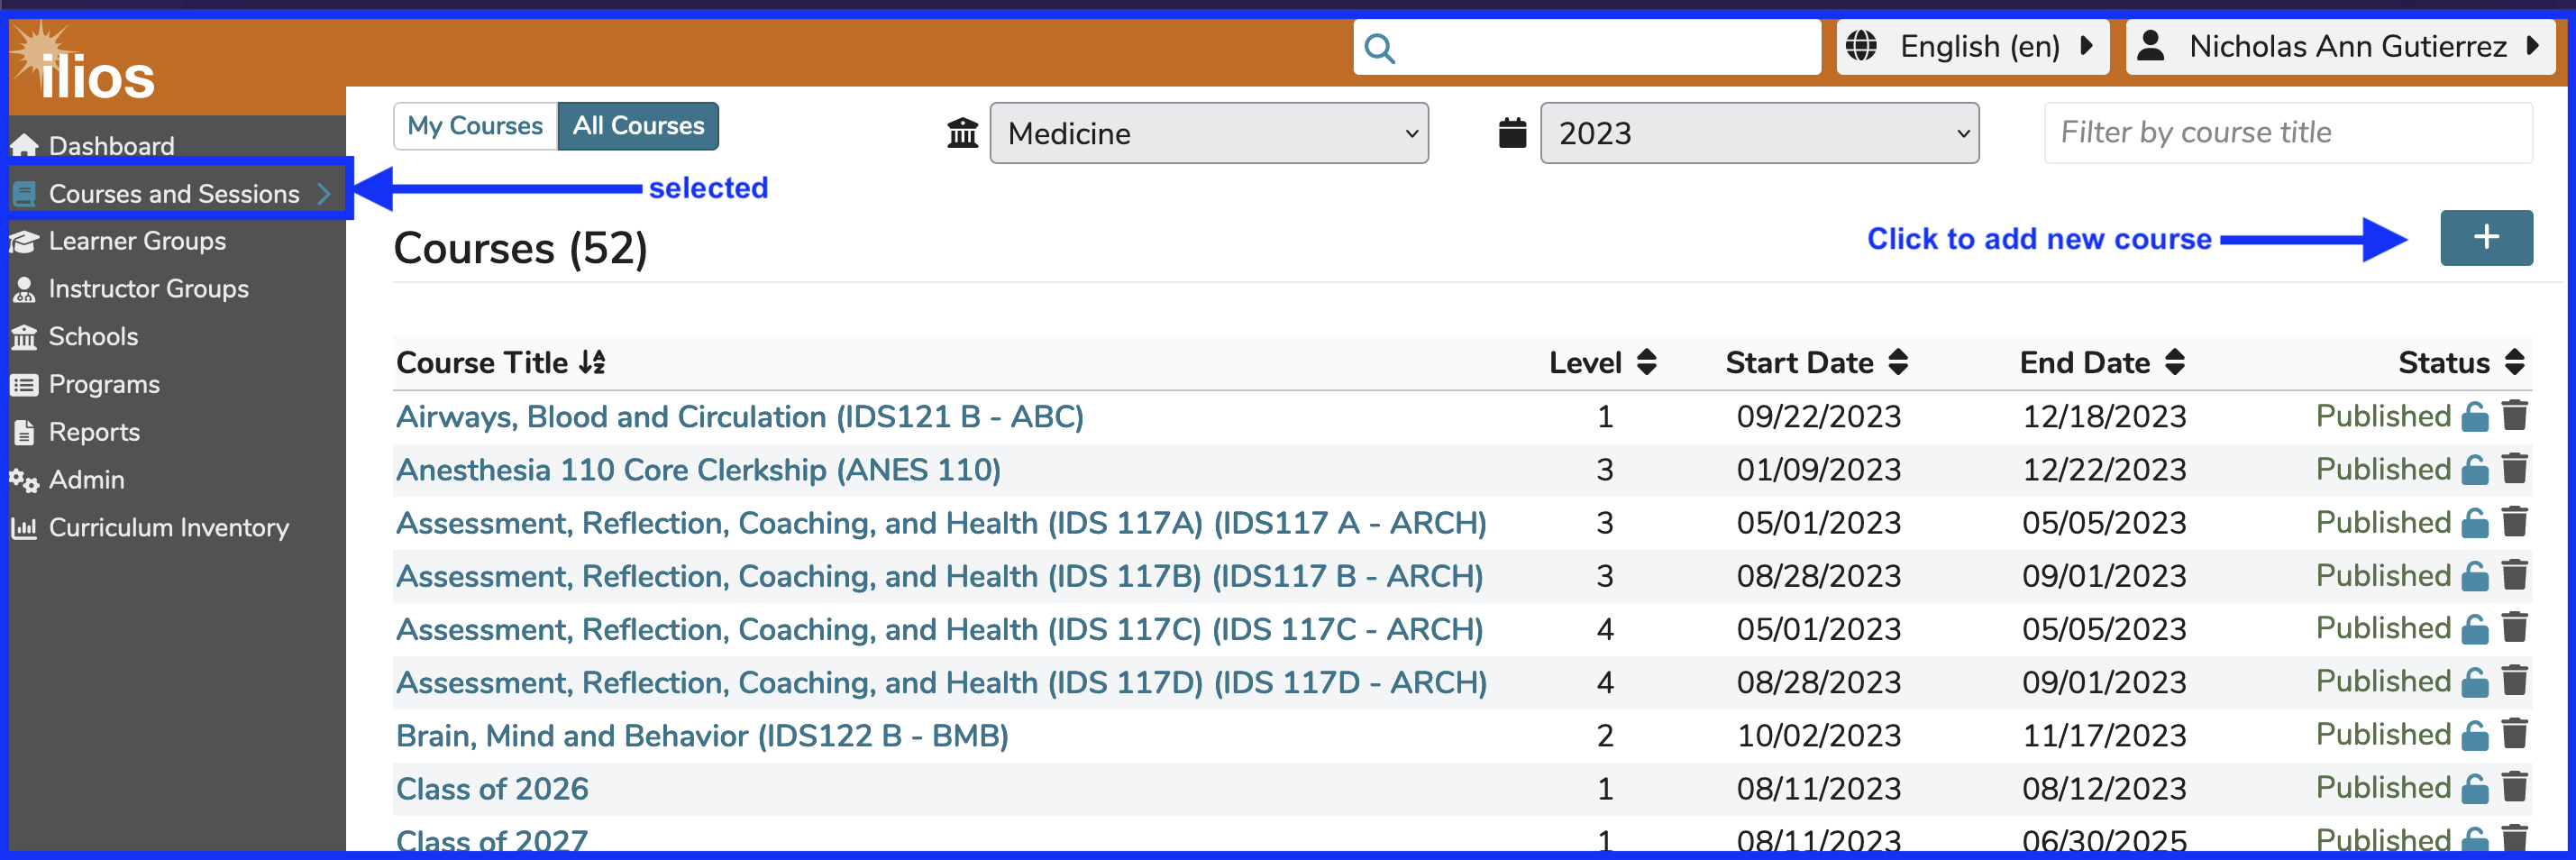 ilios
English (en)
Nicholas Ann Gutierrez
Dashboard
Courses and Sessions
Learner Groups
Instructor Groups
Schools
Programs
Reports
Admin
Curriculum Inventory
My Courses All Courses
Medicine
2023
Filter by course title
selected
Courses (52)
Click to add new course
+
Course Title Level Start Date End Date Status
Airways, Blood and Circulation (IDS121 B - ABC) 1 09/22/2023 12/18/2023 Published
Anesthesia 110 Core Clerkship (ANES 110) 3 01/09/2023 12/22/2023 Published
Assessment, Reflection, Coaching, and Health (IDS 117A) (IDS117 A - ARCH) 3 05/01/2023 05/05/2023 Published
Assessment, Reflection, Coaching, and Health (IDS 117B) (IDS117 B - ARCH) 3 08/28/2023 09/01/2023 Published
Assessment, Reflection, Coaching, and Health (IDS 117C) (IDS 117C - ARCH) 4 05/01/2023 05/05/2023 Published
Assessment, Reflection, Coaching, and Health (IDS 117D) (IDS 117D - ARCH) 4 08/28/2023 09/01/2023 Published
Brain, Mind and Behavior (IDS122 B - BMB) 2 10/02/2023 11/17/2023 Published
Class of 2026 1 08/11/2023 08/12/2023 Published
Class of 2027 1 08/11/2023 06/30/2025 Published